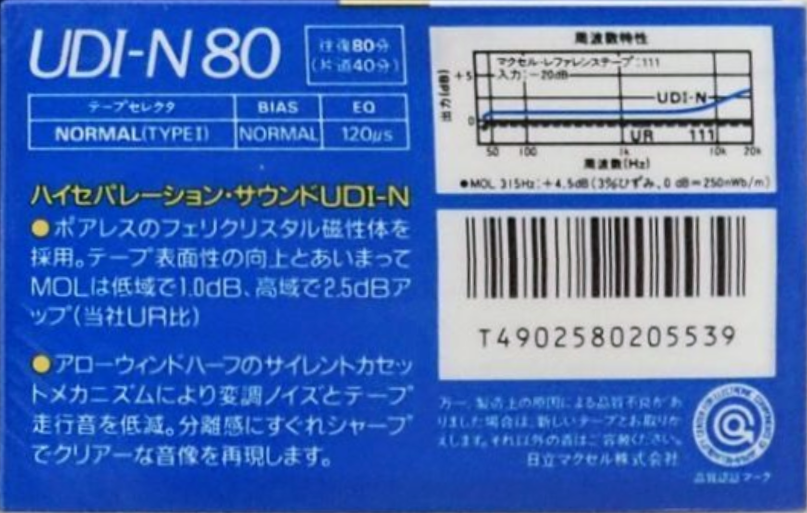 UDI-N 80
往復80分
(片道40分)
テープセレクタ BIAS EQ
NORMAL(TYPEI) NORMAL 120μs
ハイセパレーション・サウンドUDI-N
●ポアレスのフェリクリスタル磁性体を
採用。テープ表面性の向上とあいまって
MOLは低域で1.0dB、高域で2.5dBア
ップ(当社UR比)
●アローウィンドハーフのサイレントカセッ
トメカニズムにより変調ノイズとテープ
走行音を低減。分離感にすぐれシャープ
でクリアーな音像を再現します。
周波数特性
マクセル・レファレンステープ:111
入力:−20dB
出力(dB)
+5
0
UDI-N
UR 111
50 100 1k 10k 20k
周波数(Hz)
●MOL 315Hz:+4.5dB(3%ひずみ、0 dB=250nWb/m)
T4902580205539
万一、製造上の原因による品質不良があ
りました場合は、新しいテープとお取りか
えします。それ以外の責はご容赦ください。
日立マクセル株式会社
品質認証マーク